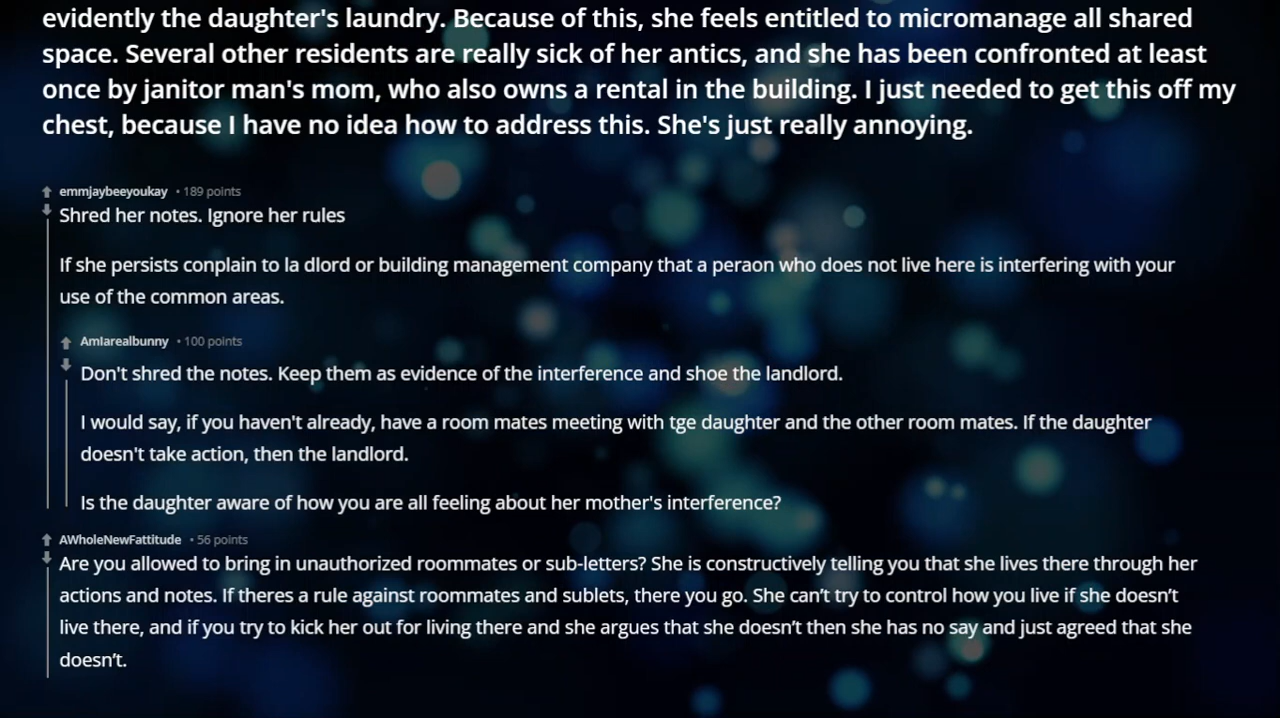 evidently the daughter's laundry. Because of this, she feels entitled to micromanage all shared
space. Several other residents are really sick of her antics, and she has been confronted at least
once by janitor man's mom, who also owns a rental in the building. I just needed to get this off my
chest, because I have no idea how to address this. She's just really annoying.
emmjaybeeyoukay • 189 points
Shred her notes. Ignore her rules
If she persists conplain to la dlord or building management company that a peraon who does not live here is interfering with your
use of the common areas.
AmIarealbunny • 100 points
Don't shred the notes. Keep them as evidence of the interference and shoe the landlord.
I would say, if you haven't already, have a room mates meeting with tge daughter and the other room mates. If the daughter
doesn't take action, then the landlord.
Is the daughter aware of how you are all feeling about her mother's interference?
AWholeNewFattitude • 56 points
Are you allowed to bring in unauthorized roommates or sub-letters? She is constructively telling you that she lives there through her
actions and notes. If theres a rule against roommates and sublets, there you go. She can’t try to control how you live if she doesn’t
live there, and if you try to kick her out for living there and she argues that she doesn’t then she has no say and just agreed that she
doesn’t.